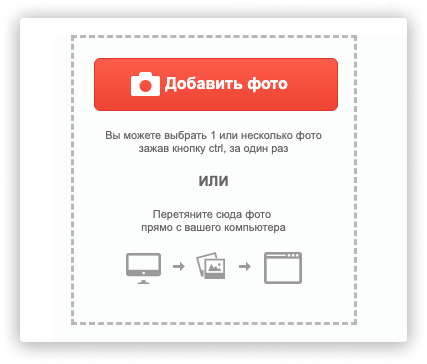 Добавить фото
Вы можете выбрать 1 или несколько фото
зажав кнопку ctrl, за один раз
ИЛИ
Перетяните сюда фото
прямо с вашего компьютера